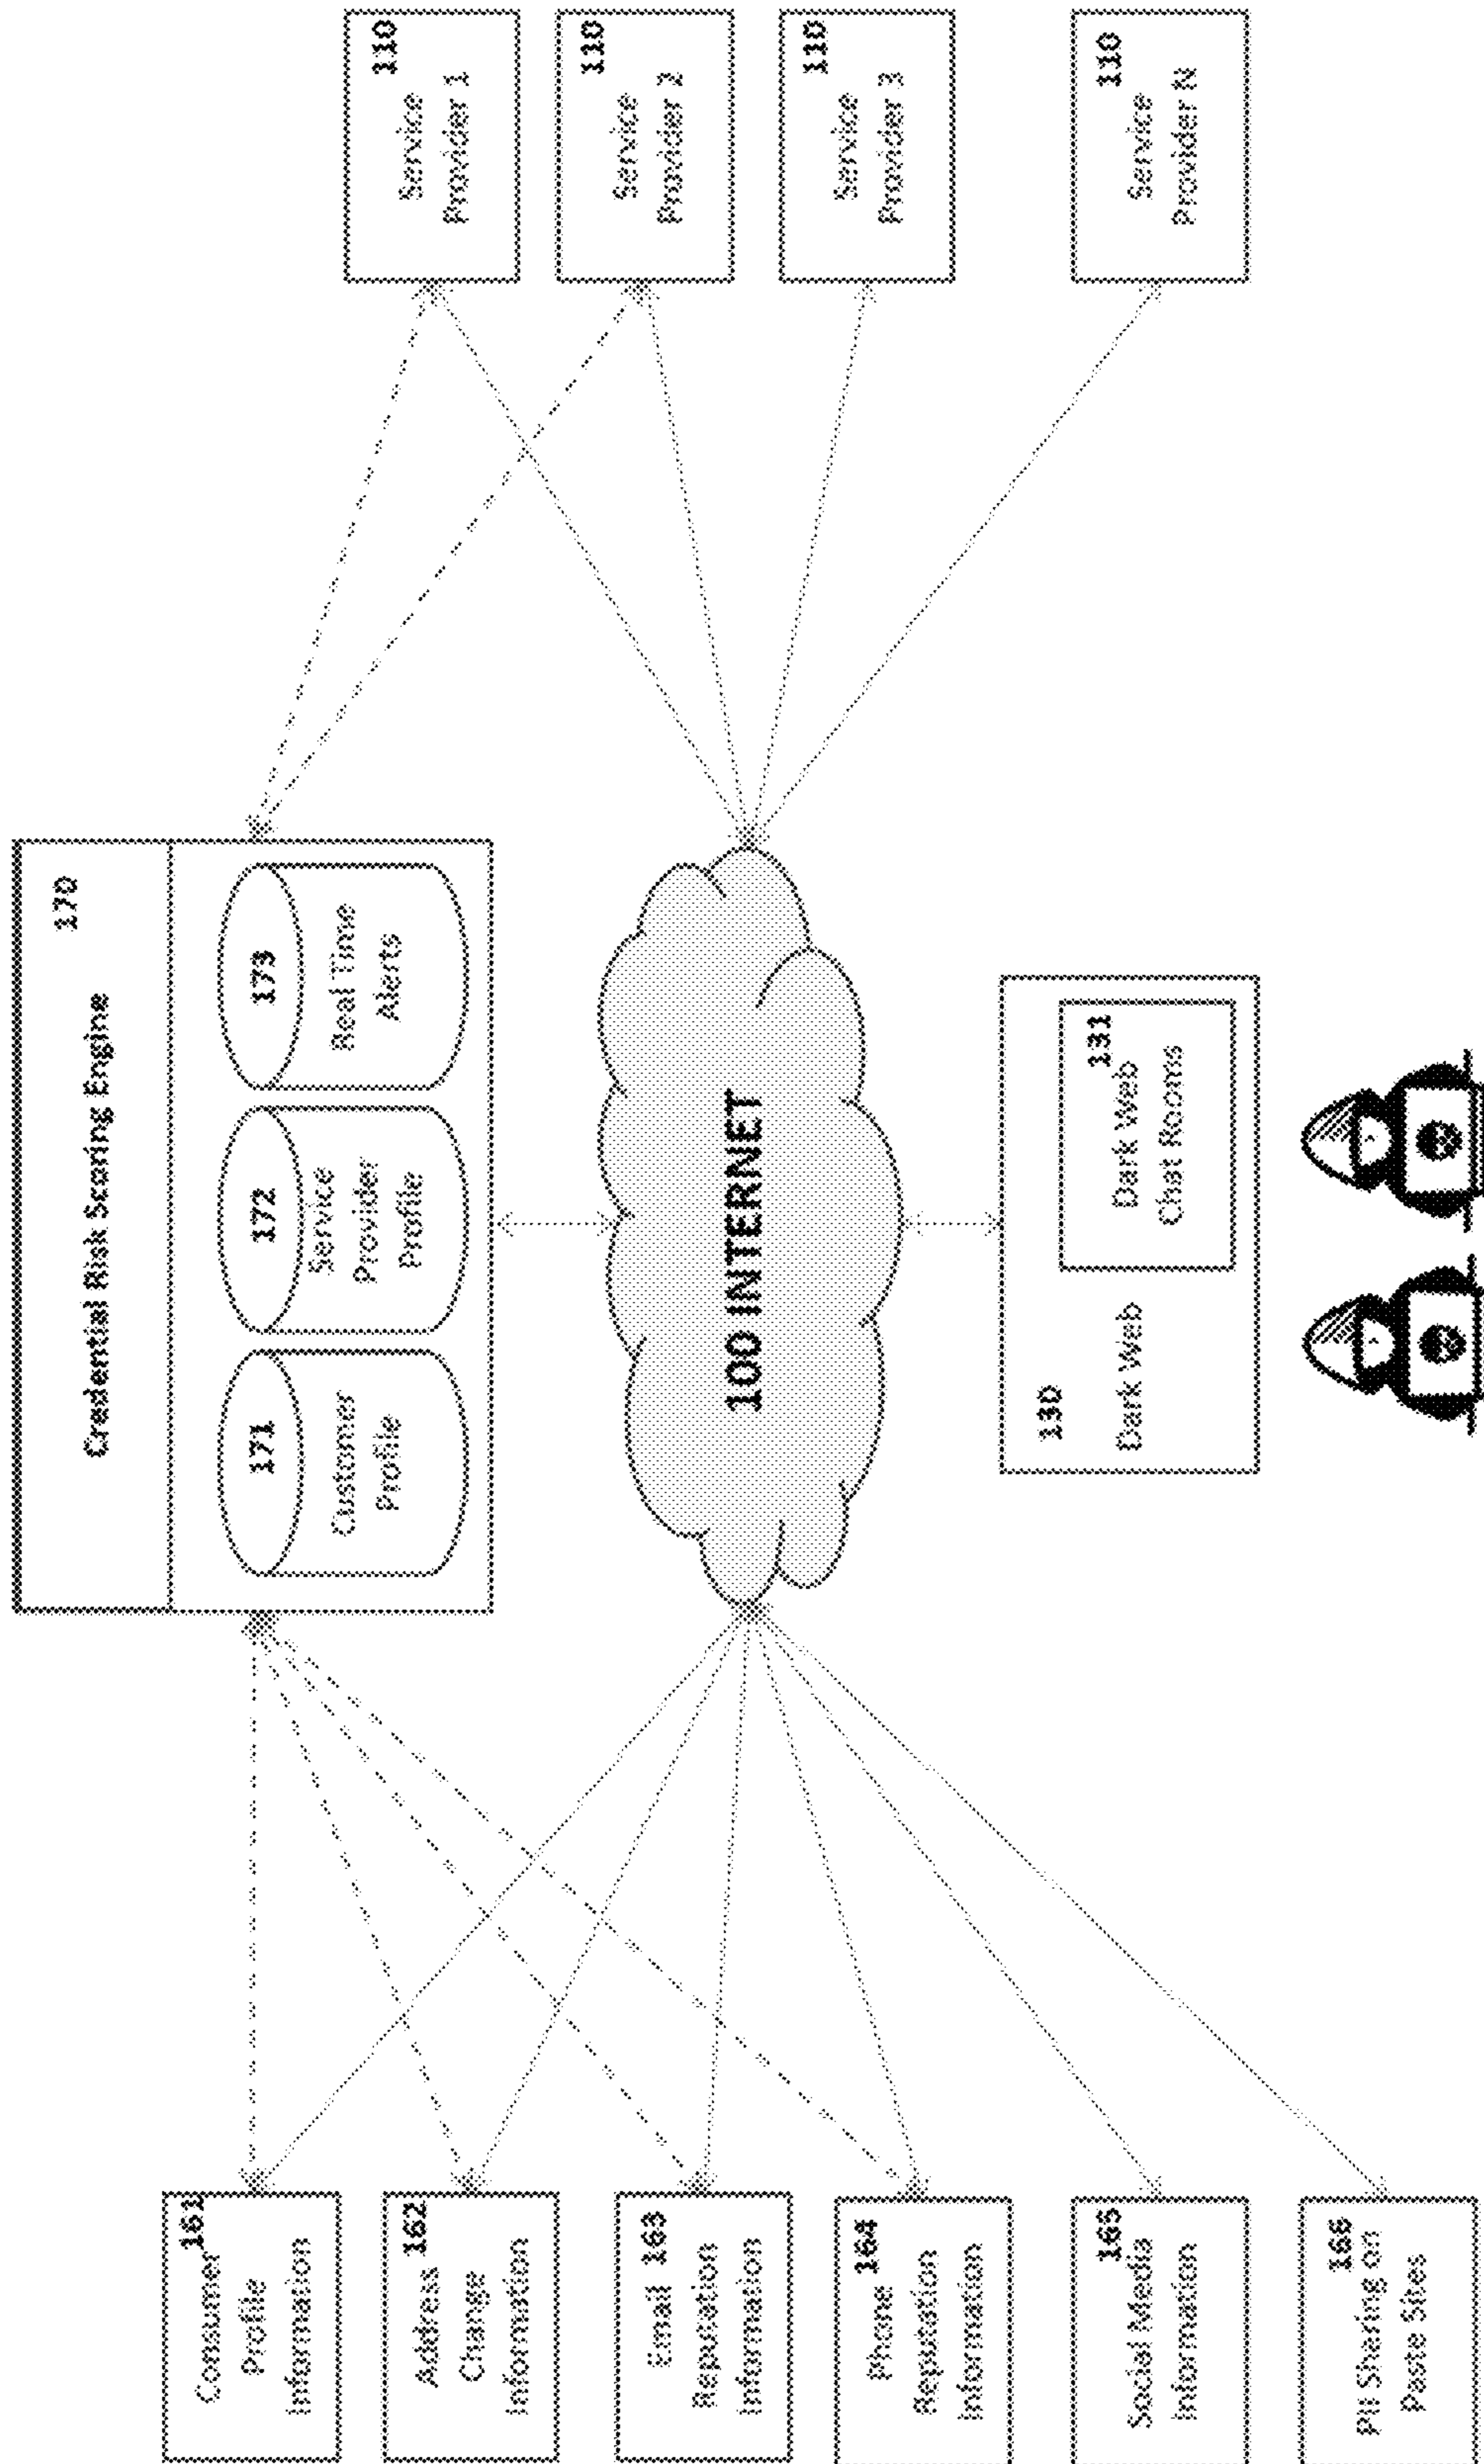 170
Credential Risk Scoring Engine
171
Customer
Profile
172
Service
Provider
Profile
173
Real Time
Alerts
161
Consumer
Profile
Information
162
Address
Change
Information
Email 163
Reputation
Information
164
Phone
Reputation
Information
165
Social Media
Information
166
PII Sharing on
Paste Sites
100 INTERNET
130
Dark Web
131
Dark Web
Chat Rooms
110
Service
Provider 1
110
Service
Provider 2
110
Service
Provider 3
110
Service
Provider N